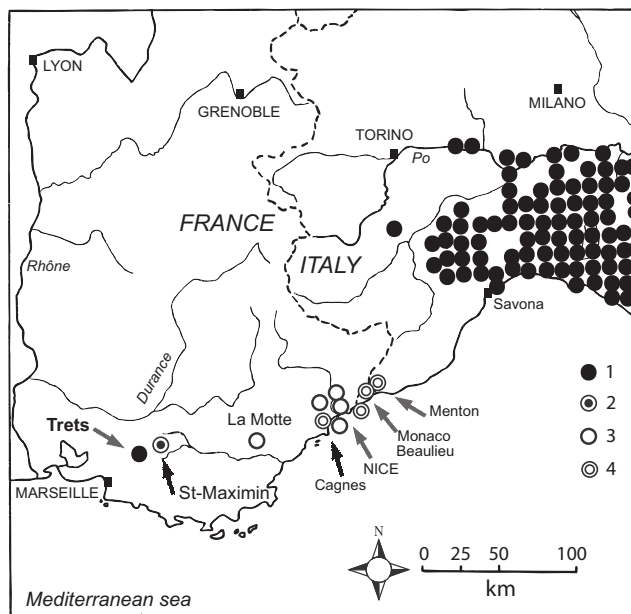 LYON
GRENOBLE
MILANO
TORINO
Po
FRANCE
ITALY
Rhône
Savona
Durance
1
2
3
4
Menton
Monaco
Beaulieu
NICE
Cagnes
La Motte
Trets
St-Maximin
MARSEILLE
N
0 25 50 100
km
Mediterranean sea